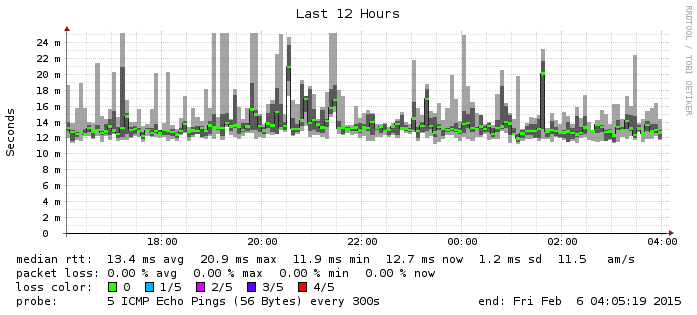 Last 12 Hours
RRDTOOL / TOBI OETIKER
Seconds
24 m
22 m
20 m
18 m
16 m
14 m
12 m
10 m
8 m
6 m
4 m
2 m
0
18:00 20:00 22:00 00:00 02:00 04:00
median rtt: 13.4 ms avg 20.9 ms max 11.9 ms min 12.7 ms now 1.2 ms sd 11.5 am/s
packet loss: 0.00 % avg 0.00 % max 0.00 % min 0.00 % now
loss color: 0 1/5 2/5 3/5 4/5
probe: 5 ICMP Echo Pings (56 Bytes) every 300s end: Fri Feb 6 04:05:19 2015